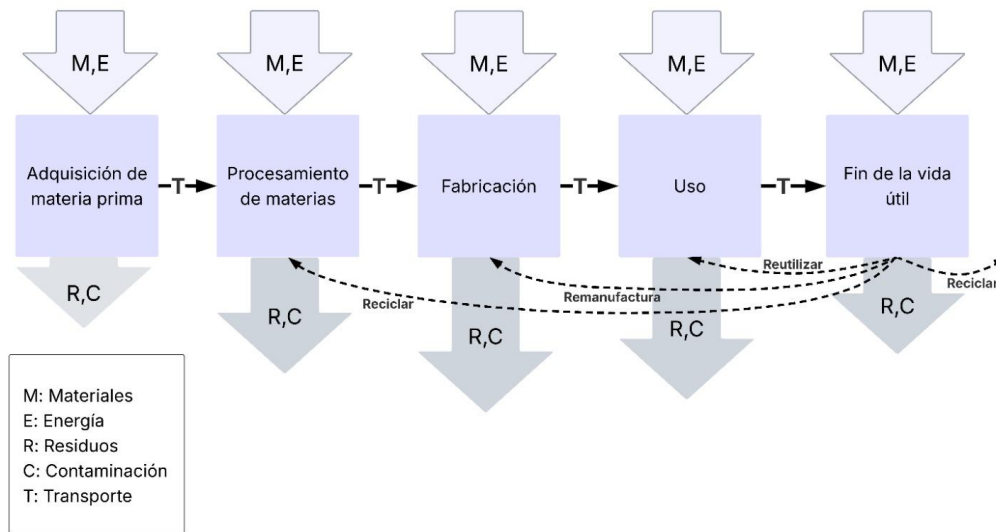 M,E
M,E
M,E
M,E
M,E
Adquisición de
materia prima
T
Procesamiento
de materias
T
Fabricación
T
Uso
T
Fin de la vida
útil
Reutilizar
Reciclar
Remanufactura
Reciclar
R,C
R,C
R,C
R,C
R,C
M: Materiales
E: Energía
R: Residuos
C: Contaminación
T: Transporte